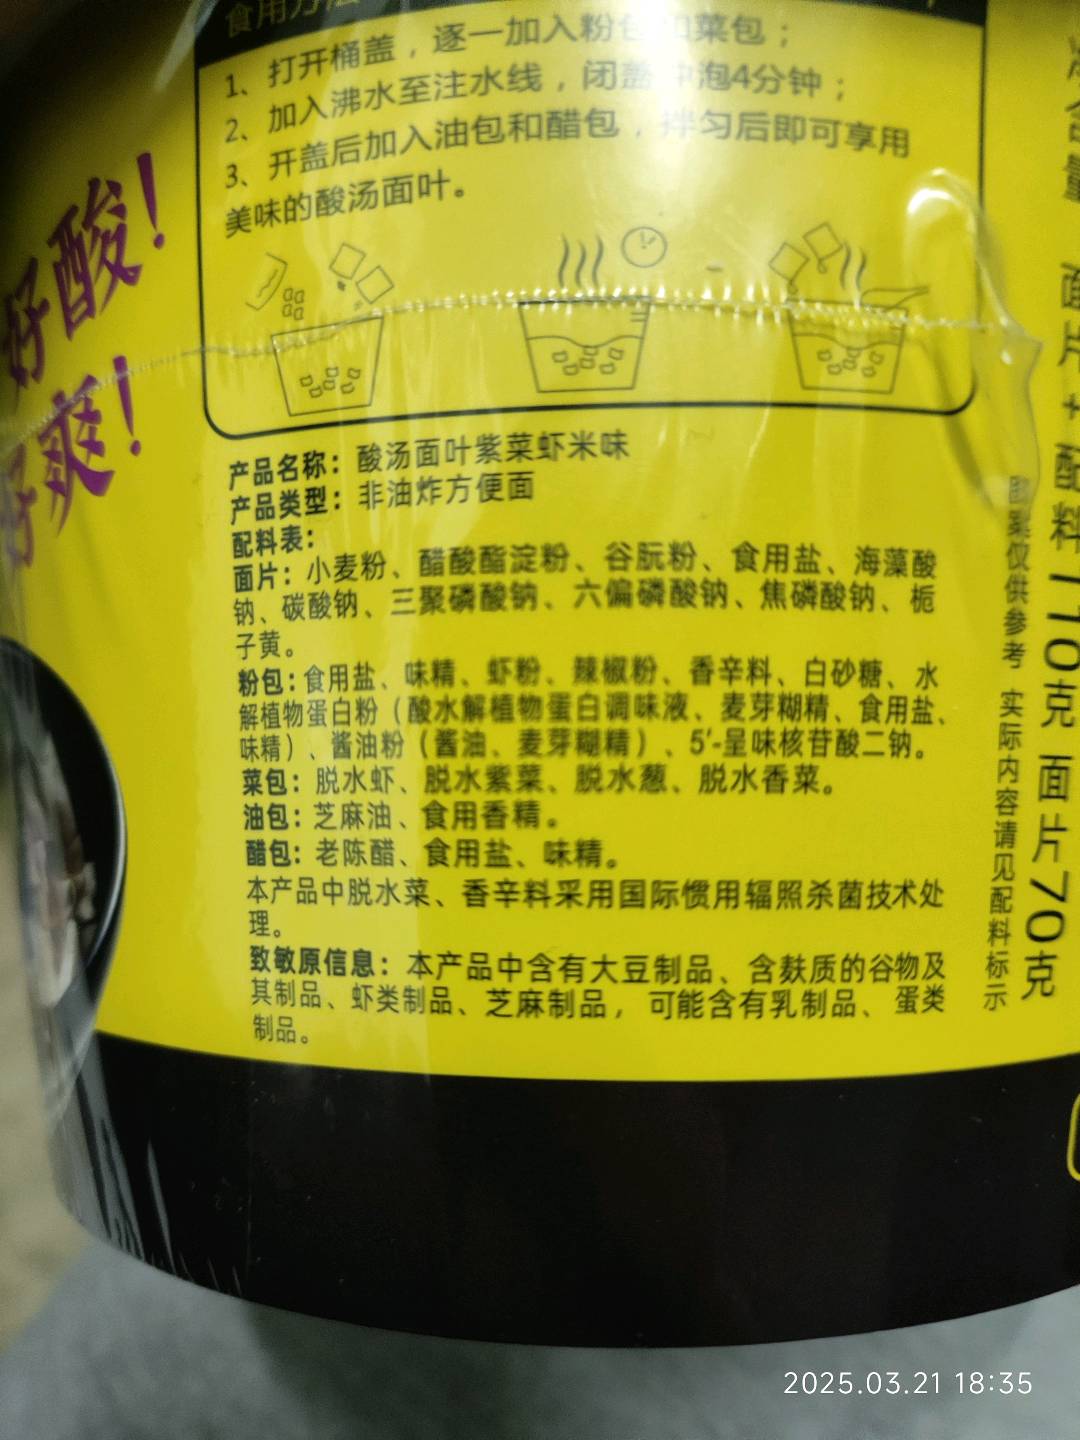 食用方法
1、打开桶盖，逐一加入粉包和菜包；
2、加入沸水至注水线，闭盖冲泡4分钟；
3、开盖后加入油包和醋包，拌匀后即可享用
美味的酸汤面叶。
好酸！
好爽！
产品名称：酸汤面叶紫菜虾米味
产品类型：非油炸方便面
配料表：
面片：小麦粉、醋酸酯淀粉、谷朊粉、食用盐、海藻酸
钠、碳酸钠、三聚磷酸钠、六偏磷酸钠、焦磷酸钠、栀
子黄。
粉包：食用盐、味精、虾粉、辣椒粉、香辛料、白砂糖、水
解植物蛋白粉（酸水解植物蛋白调味液、麦芽糊精、食用盐、
味精）、酱油粉（酱油、麦芽糊精）、5′-呈味核苷酸二钠。
菜包：脱水虾、脱水紫菜、脱水葱、脱水香菜。
油包：芝麻油、食用香精。
醋包：老陈醋、食用盐、味精。
本产品中脱水菜、香辛料采用国际惯用辐照杀菌技术处
理。
致敏原信息：本产品中含有大豆制品、含麸质的谷物及
其制品、虾类制品、芝麻制品，可能含有乳制品、蛋类
制品。
图案仅供参考 实际内容请见配料标示
净含量 面片+配料110克 面片70克
2025.03.21 18:35